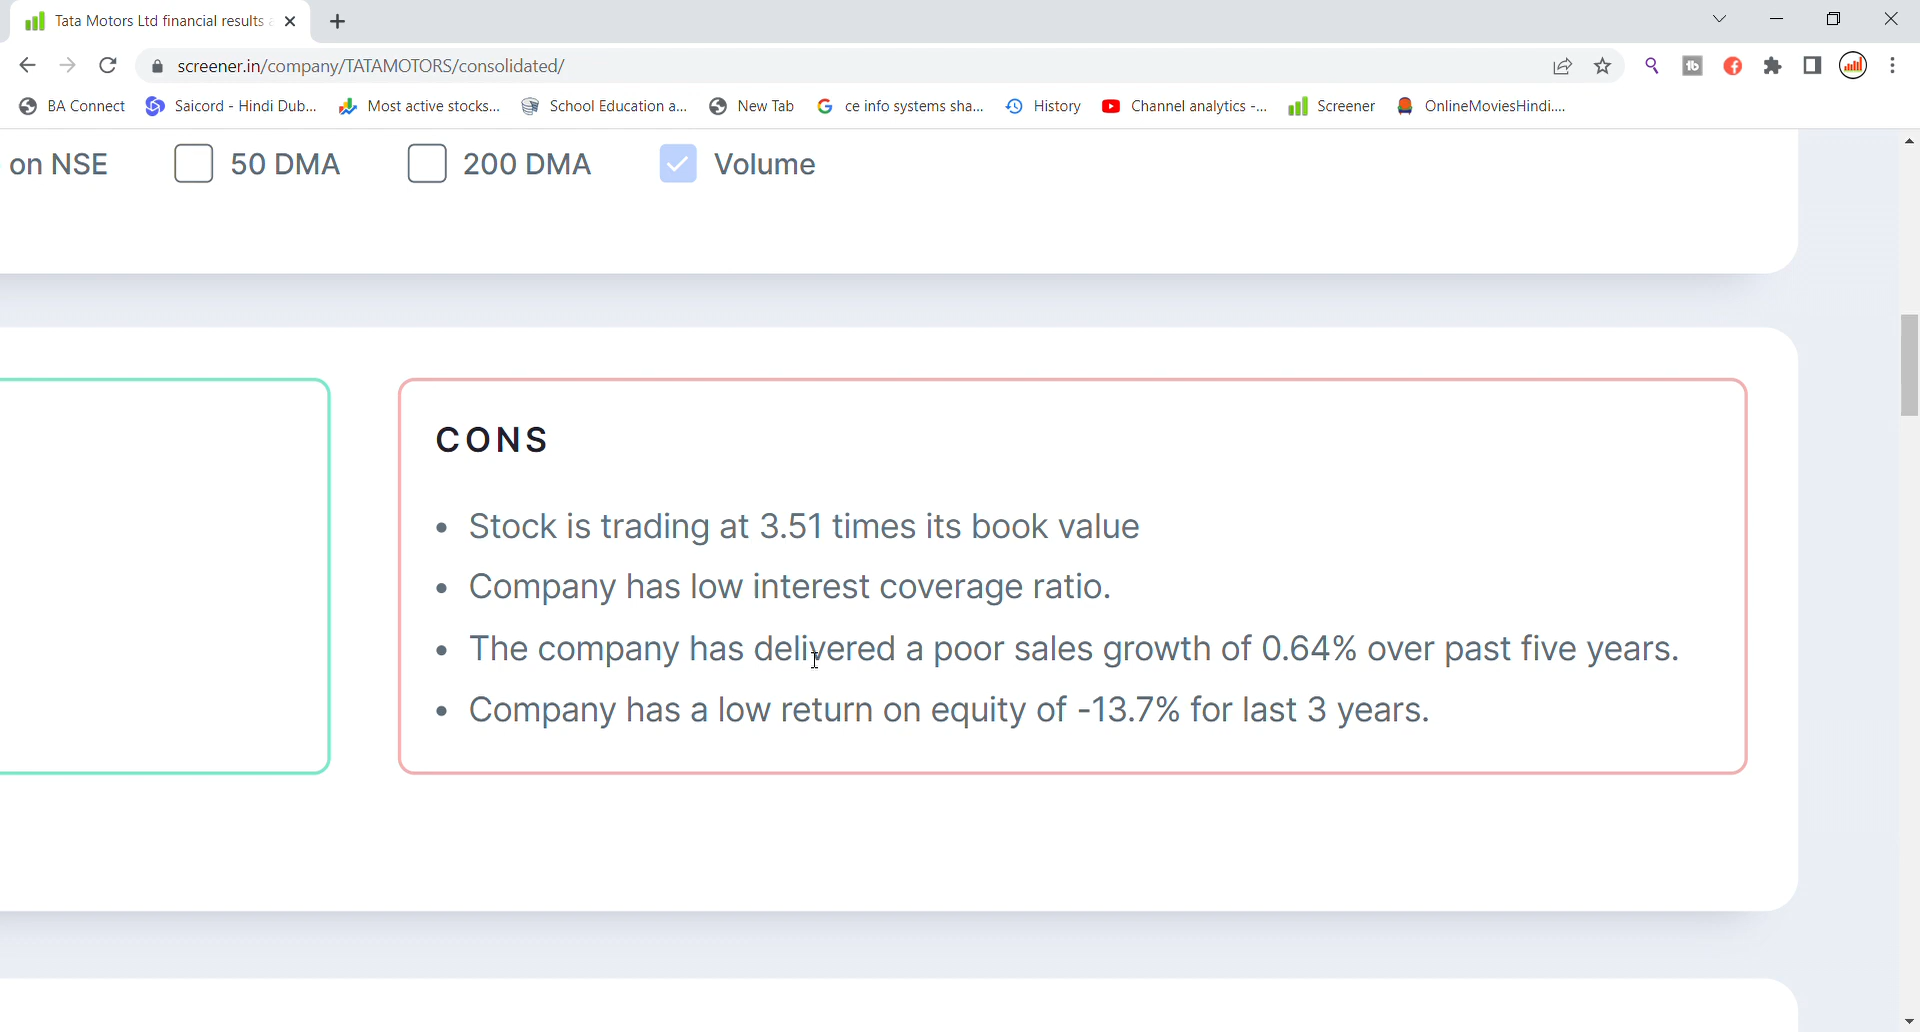 Tata Motors Ltd financial results
screener.in/company/TATAMOTORS/consolidated/
BA Connect Saicord - Hindi Dub... Most active stocks... School Education a... New Tab ce info systems sha... History Channel analytics -... Screener OnlineMoviesHindi....
on NSE 50 DMA 200 DMA Volume
CONS
• Stock is trading at 3.51 times its book value
• Company has low interest coverage ratio.
• The company has delivered a poor sales growth of 0.64% over past five years.
• Company has a low return on equity of -13.7% for last 3 years.